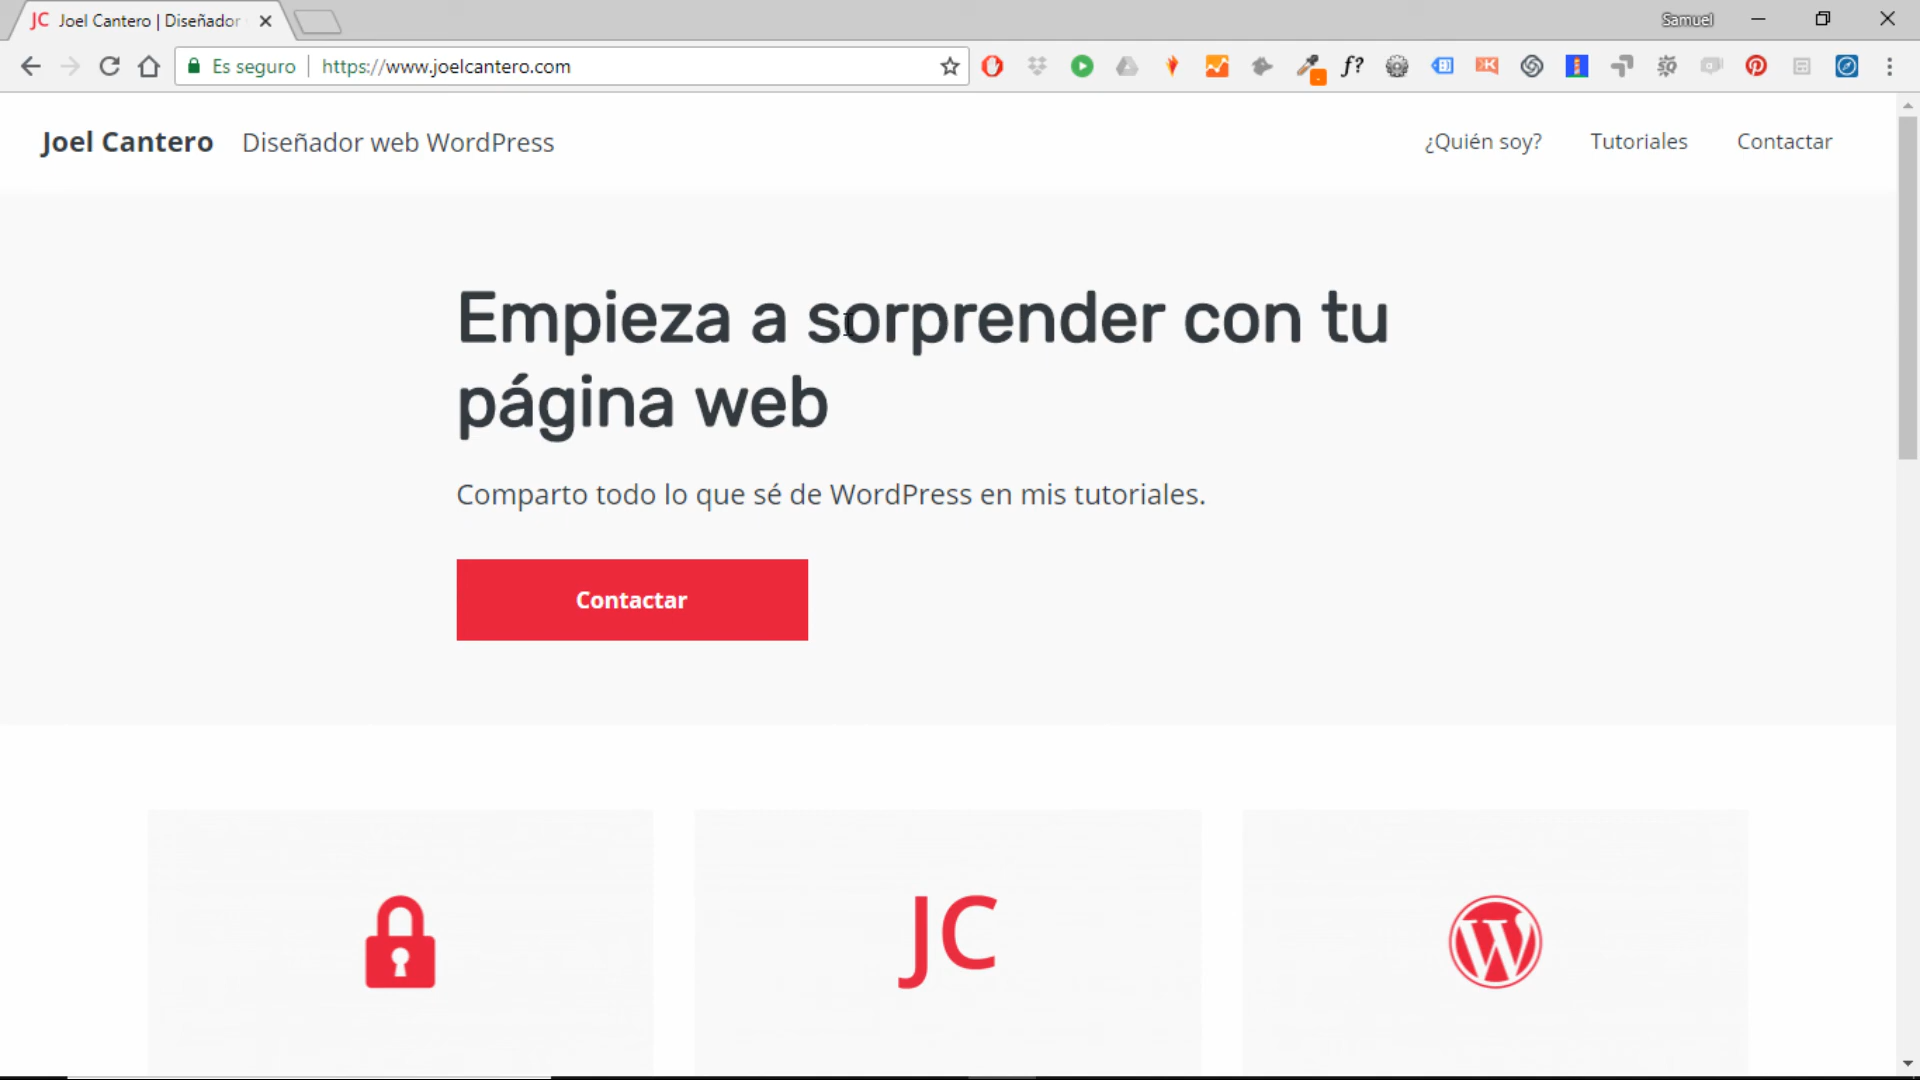 JC Joel Cantero | Diseñador
Samuel
Es seguro https://www.joelcantero.com
f?
Joel Cantero Diseñador web WordPress
¿Quién soy? Tutoriales Contactar
Empieza a sorprender con tu
página web
Comparto todo lo que sé de WordPress en mis tutoriales.
Contactar
JC